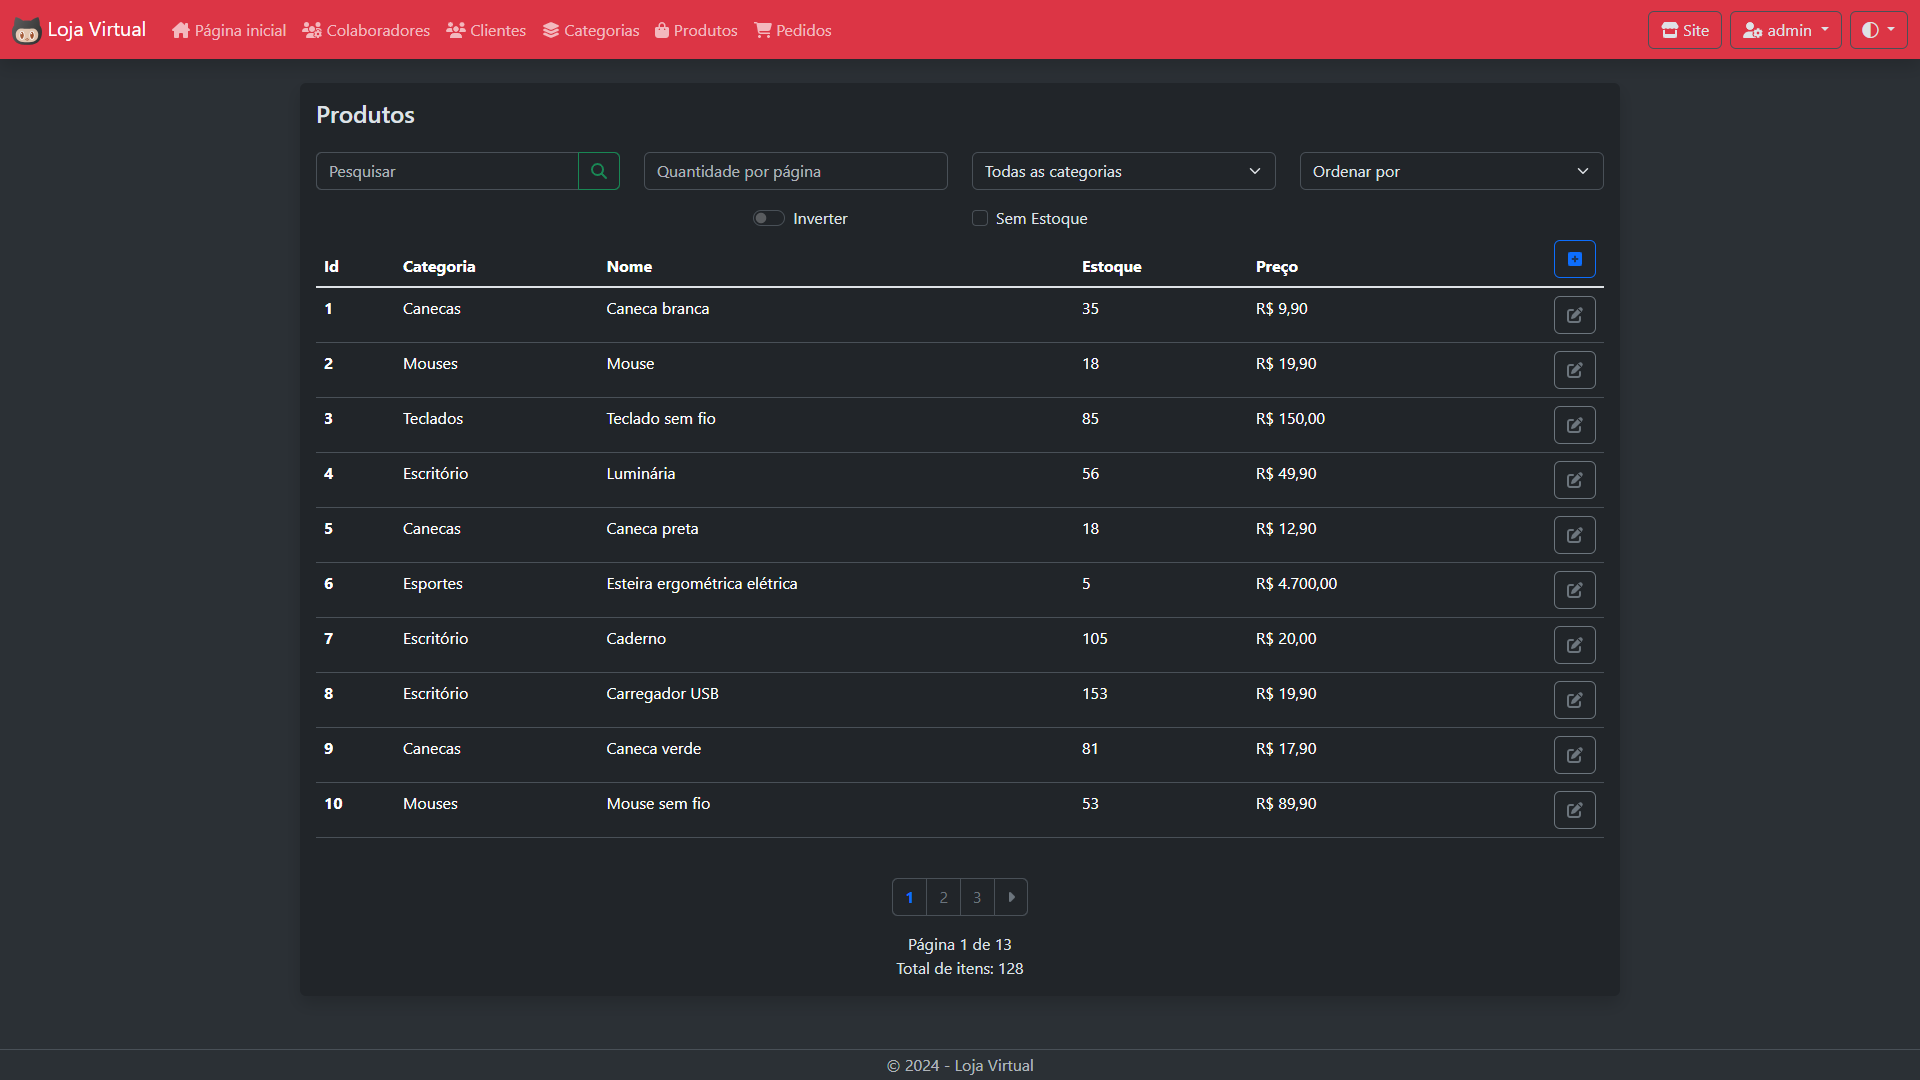 Loja Virtual Página inicial Colaboradores Clientes Categorias Produtos Pedidos Site admin
Produtos
Pesquisar Quantidade por página Todas as categorias Ordenar por
Inverter Sem Estoque
Id Categoria Nome Estoque Preço
1 Canecas Caneca branca 35 R$ 9,90
2 Mouses Mouse 18 R$ 19,90
3 Teclados Teclado sem fio 85 R$ 150,00
4 Escritório Luminária 56 R$ 49,90
5 Canecas Caneca preta 18 R$ 12,90
6 Esportes Esteira ergométrica elétrica 5 R$ 4.700,00
7 Escritório Caderno 105 R$ 20,00
8 Escritório Carregador USB 153 R$ 19,90
9 Canecas Caneca verde 81 R$ 17,90
10 Mouses Mouse sem fio 53 R$ 89,90
1 2 3
Página 1 de 13
Total de itens: 128
© 2024 - Loja Virtual